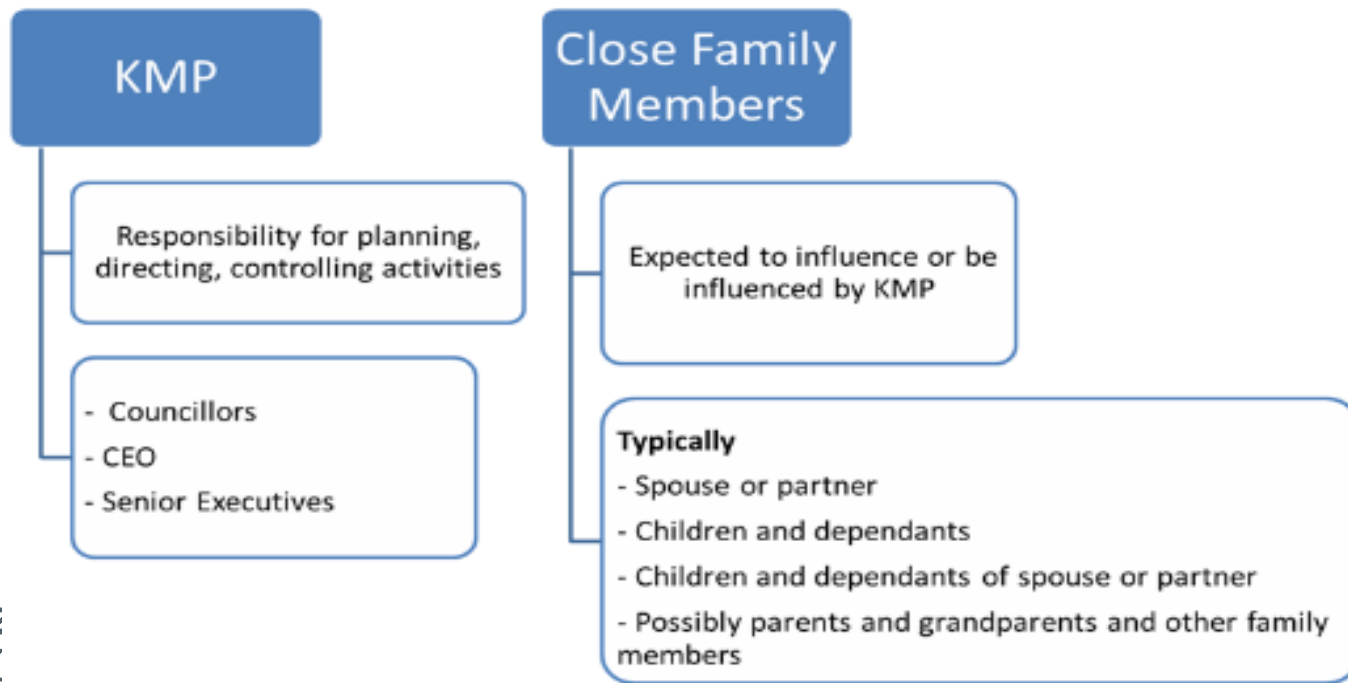 KMP
Responsibility for planning,
directing, controlling activities
- Councillors
- CEO
- Senior Executives
Close Family
Members
Expected to influence or be
influenced by KMP
Typically
- Spouse or partner
- Children and dependants
- Children and dependants of spouse or partner
- Possibly parents and grandparents and other family
members